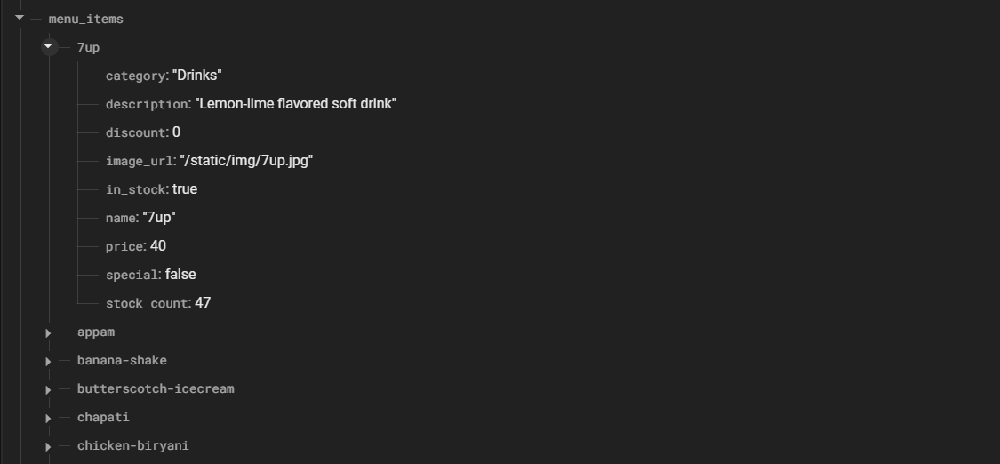 menu_items
7up
category: "Drinks"
description: "Lemon-lime flavored soft drink"
discount: 0
image_url: "/static/img/7up.jpg"
in_stock: true
name: "7up"
price: 40
special: false
stock_count: 47
appam
banana-shake
butterscotch-icecream
chapati
chicken-biryani